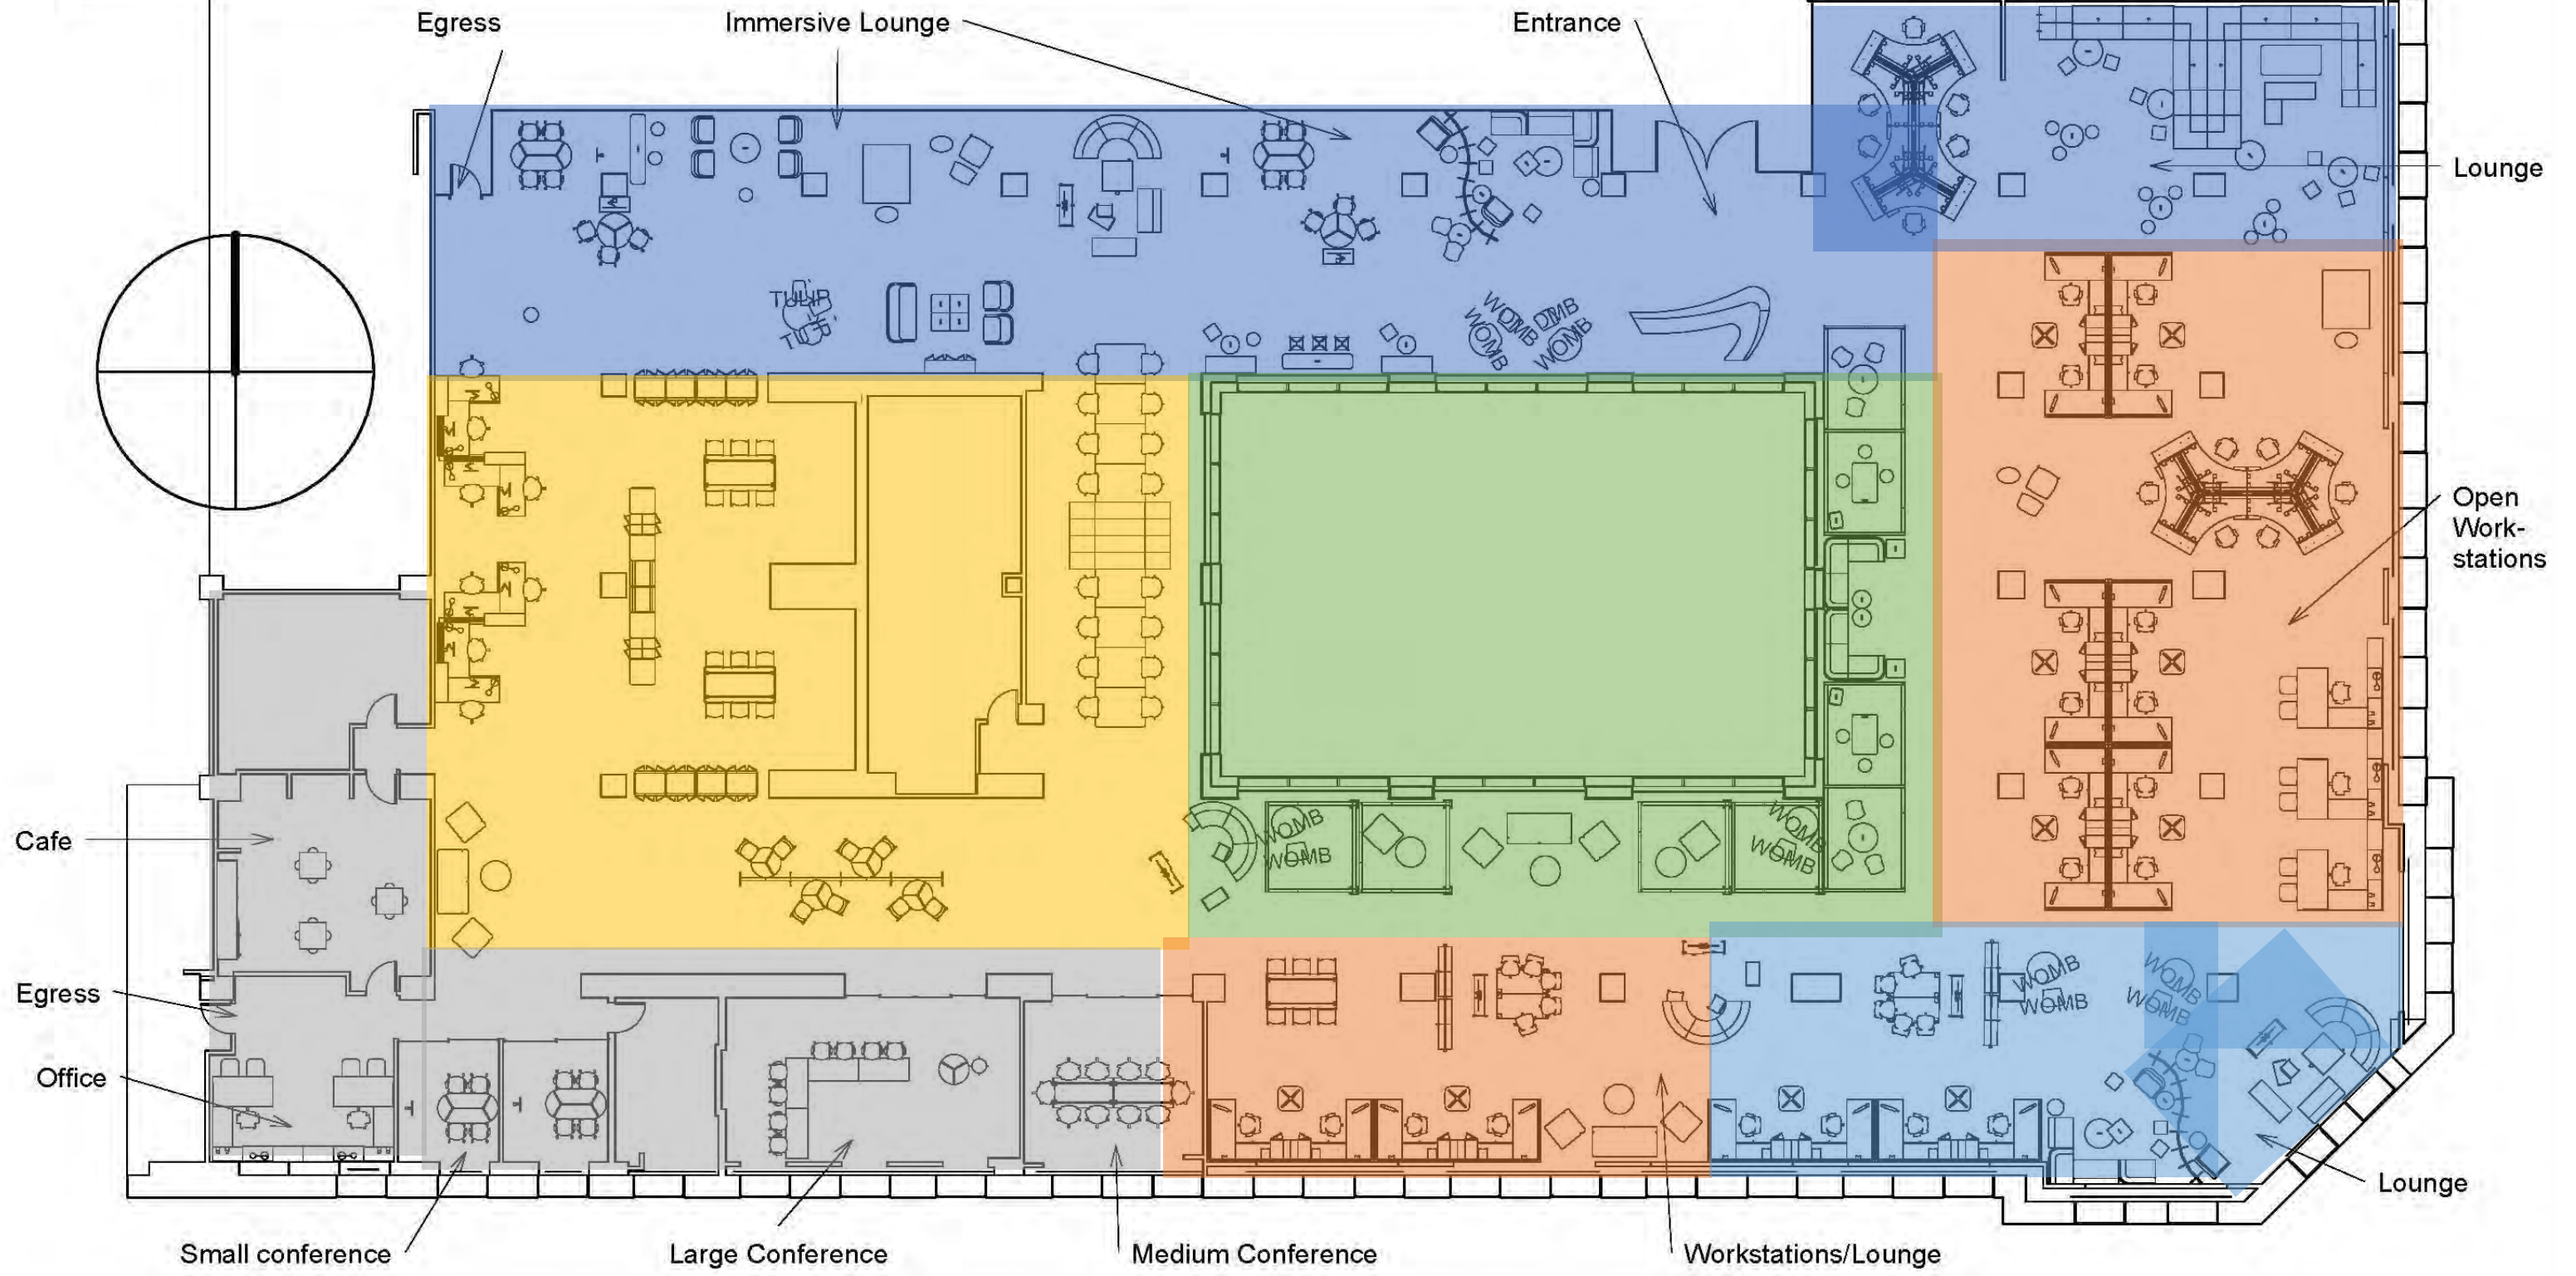 Egress
Immersive Lounge
Entrance
Lounge
TULIP
WOMB
WOMB
WOMB
WOMB
Open
Work-
stations
Cafe
WOMB
WOMB
WOMB
WOMB
WOMB
WOMB
WOMB
WOMB
Egress
Office
Lounge
Small conference
Large Conference
Medium Conference
Workstations/Lounge